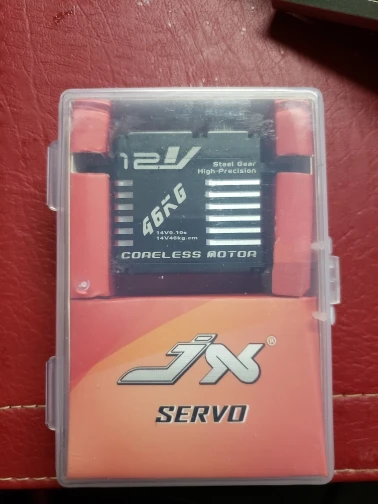 12V
Steel Gear
High-Precision
46KG
14V0.10s
14V46kg.cm
CORELESS MOTOR
JX®
SERVO